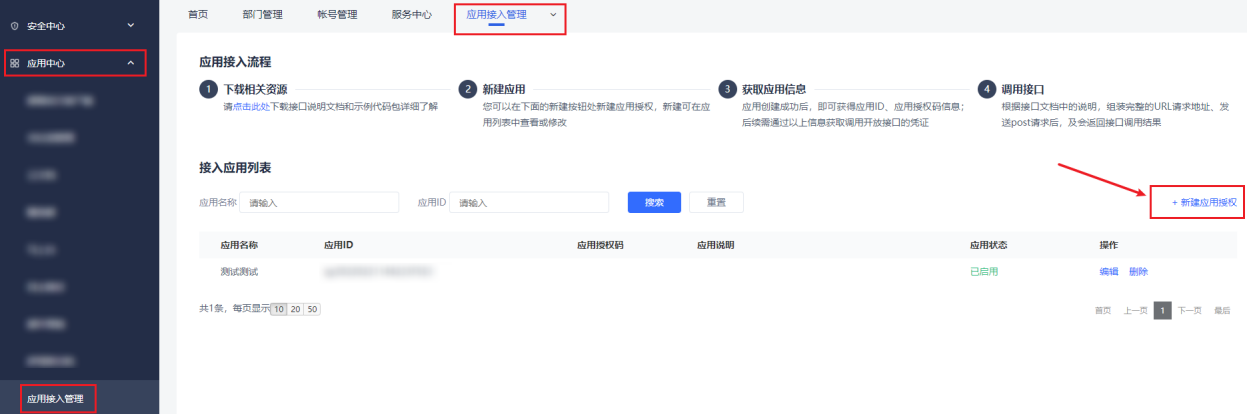 首页 部门管理 帐号管理 服务中心 应用接入管理
安全中心
应用中心
应用接入管理
应用接入流程
1 下载相关资源
请点击此处下载接口说明文档和示例代码包详细了解
2 新建应用
您可以在下面的新建按钮处新建应用授权，新建可在应
用列表中查看或修改
3 获取应用信息
应用创建成功后，即可获得应用ID、应用授权码信息；
后续需通过以上信息获取调用开放接口的凭证
4 调用接口
根据接口文档中的说明，组装完整的URL请求地址、发
送post请求后，及会返回接口调用结果
接入应用列表
应用名称 请输入 应用ID 请输入 搜索 重置 + 新建应用授权
应用名称 应用ID 应用授权码 应用说明 应用状态 操作
测试测试 已启用 编辑 删除
共1条，每页显示 10 20 50 首页 上一页 1 下一页 最后